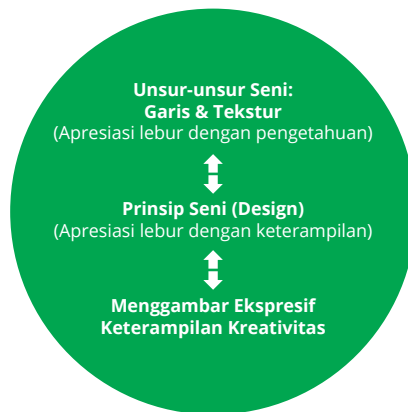 Unsur-unsur Seni:
Garis & Tekstur
(Apresiasi lebur dengan pengetahuan)
Prinsip Seni (Design)
(Apresiasi lebur dengan keterampilan)
Menggambar Ekspresif
Keterampilan Kreativitas